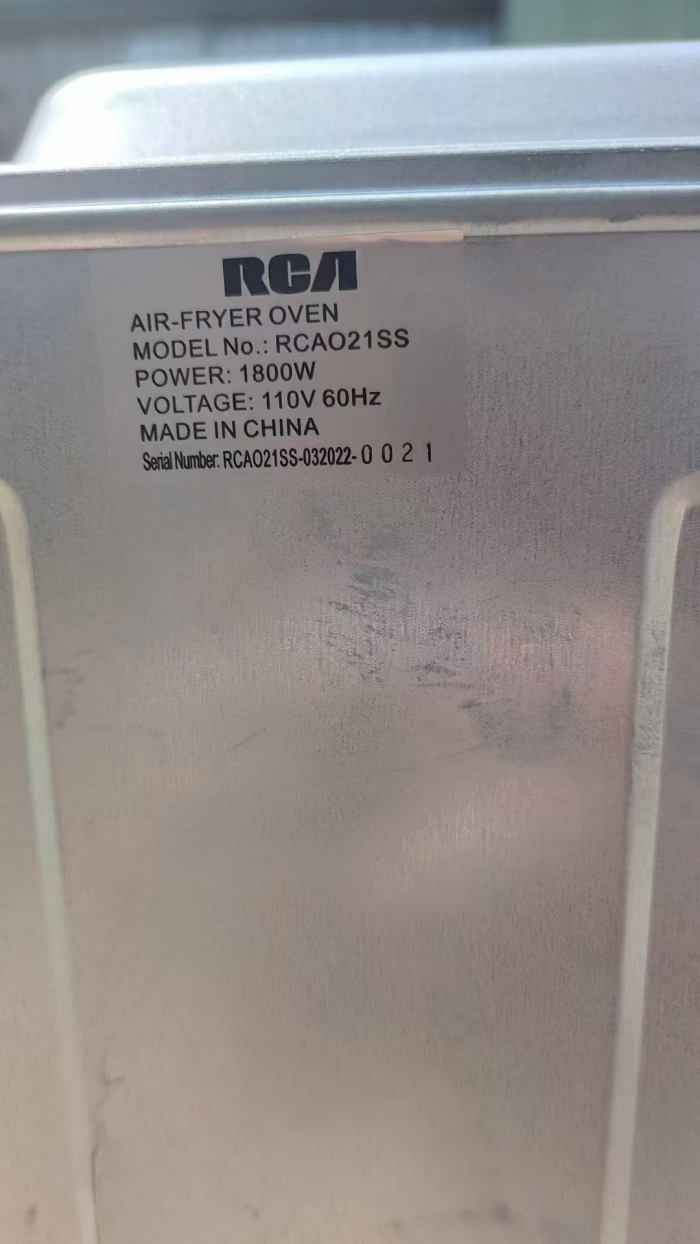 RCA
AIR-FRYER OVEN
MODEL No.: RCAO21SS
POWER: 1800W
VOLTAGE: 110V 60Hz
MADE IN CHINA
Serial Number: RCAO21SS-032022-0 0 2 1